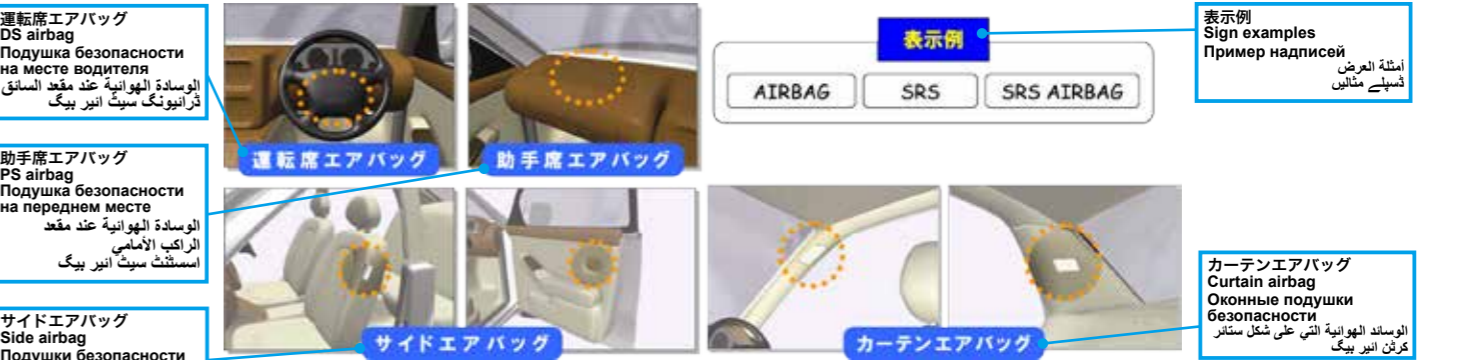 運転席エアバッグ
DS airbag
Подушка безопасности
на месте водителя
الوسادة الهوائية عند مقعد السائق
ڈرائیونگ سیٹ ائیر بیگ
助手席エアバッグ
PS airbag
Подушка безопасности
на переднем месте
الوسادة الهوائية عند مقعد
الراكب الأمامي
اسسٹنٹ سیٹ ائیر بیگ
サイドエアバッグ
Side airbag
Подушки безопасности
運転席エアバッグ
助手席エアバッグ
サイドエアバッグ
表示例
AIRBAG
SRS
SRS AIRBAG
カーテンエアバッグ
表示例
Sign examples
Пример надписей
أمثلة العرض
ڈسپلے مثالیں
カーテンエアバッグ
Curtain airbag
Оконные подушки
безопасности
الوسائد الهوائية التي على شكل ستائر
کرٹن ائیر بیگ